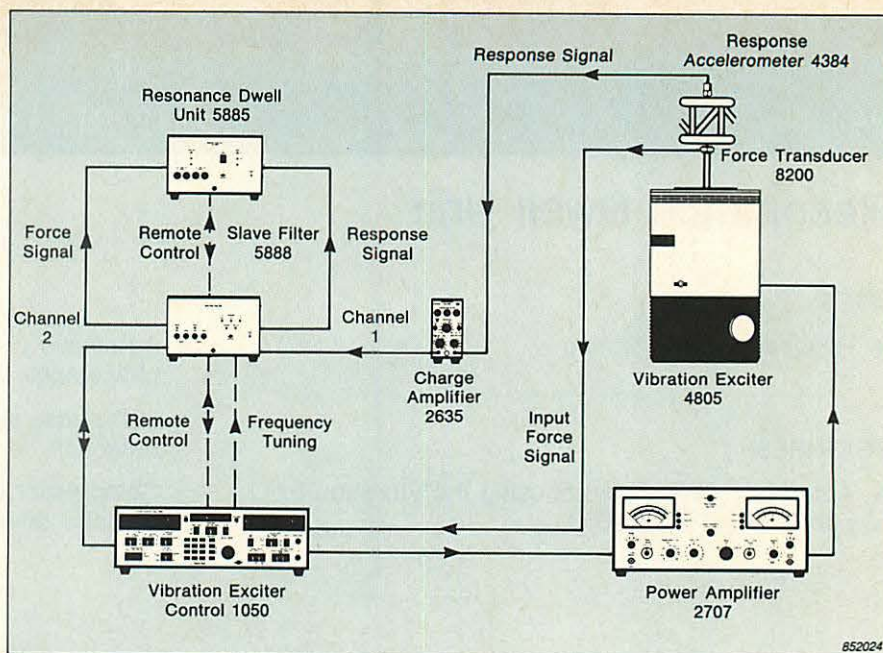 Response Signal
Response
Accelerometer 4384
Resonance Dwell
Unit 5885
Force Transducer
8200
Force
Signal
Remote
Control
Slave Filter
5888
Response
Signal
Channel
2
Channel
1
Charge
Amplifier
2635
Vibration Exciter
4805
Remote
Control
Frequency
Tuning
Input
Force
Signal
Vibration Exciter
Control 1050
Power Amplifier
2707
852024